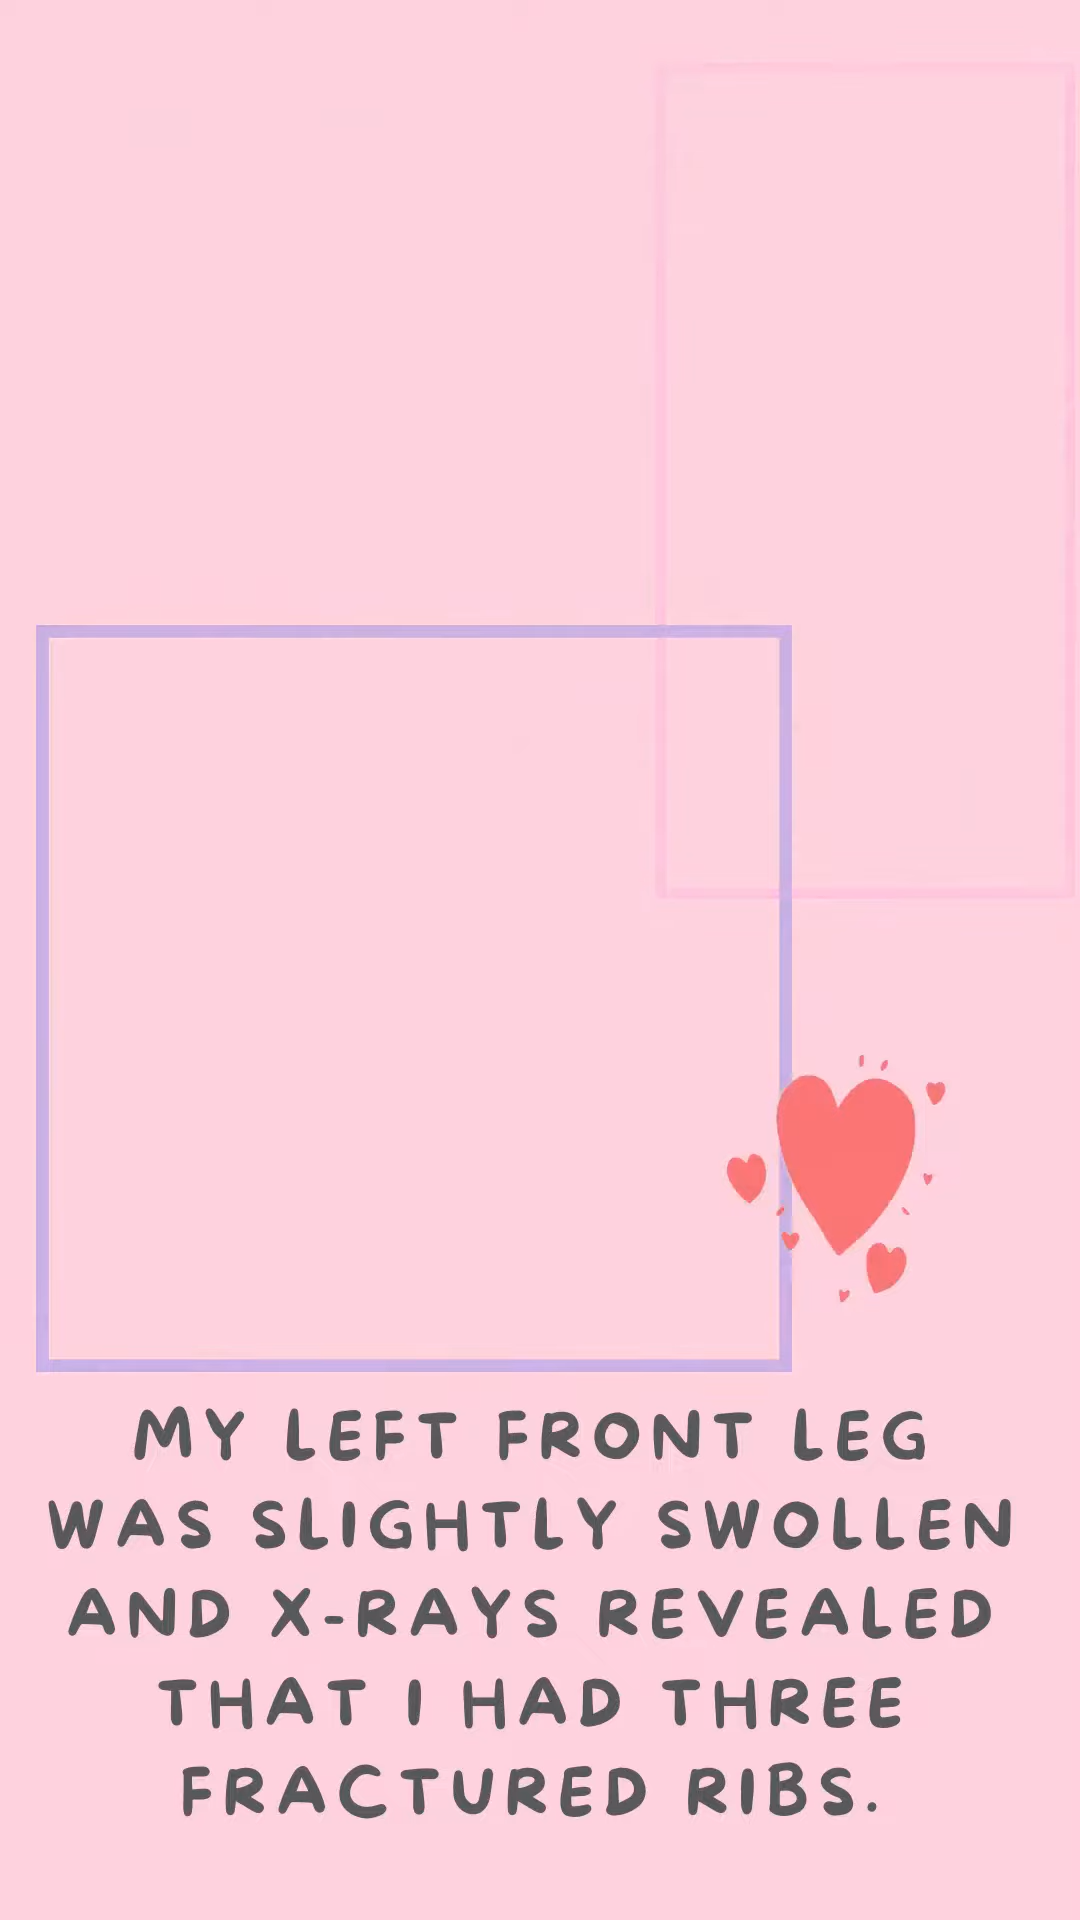 MY LEFT FRONT LEG
WAS SLIGHTLY SWOLLEN
AND X-RAYS REVEALED
THAT I HAD THREE
FRACTURED RIBS.